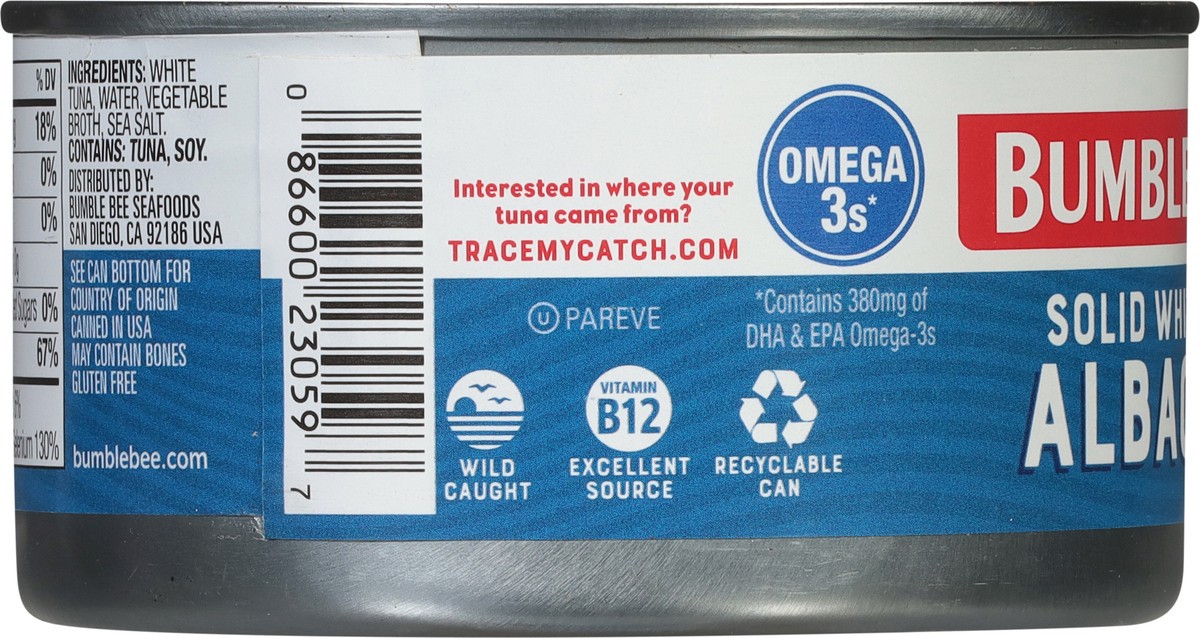 % DV
18%
0%
0%
0%
67%
130%
INGREDIENTS: WHITE
TUNA, WATER, VEGETABLE
BROTH, SEA SALT.
CONTAINS: TUNA, SOY.
DISTRIBUTED BY:
BUMBLE BEE SEAFOODS
SAN DIEGO, CA 92186 USA
SEE CAN BOTTOM FOR
COUNTRY OF ORIGIN
CANNED IN USA
MAY CONTAIN BONES
GLUTEN FREE
bumblebee.com
0 86600 23059 7
Interested in where your
tuna came from?
TRACEMYCATCH.COM
U PAREVE
WILD
CAUGHT
VITAMIN
B12
EXCELLENT
SOURCE
RECYCLABLE
CAN
OMEGA
3s*
*Contains 380mg of
DHA & EPA Omega-3s
BUMBLE
SOLID WHI
ALBAC